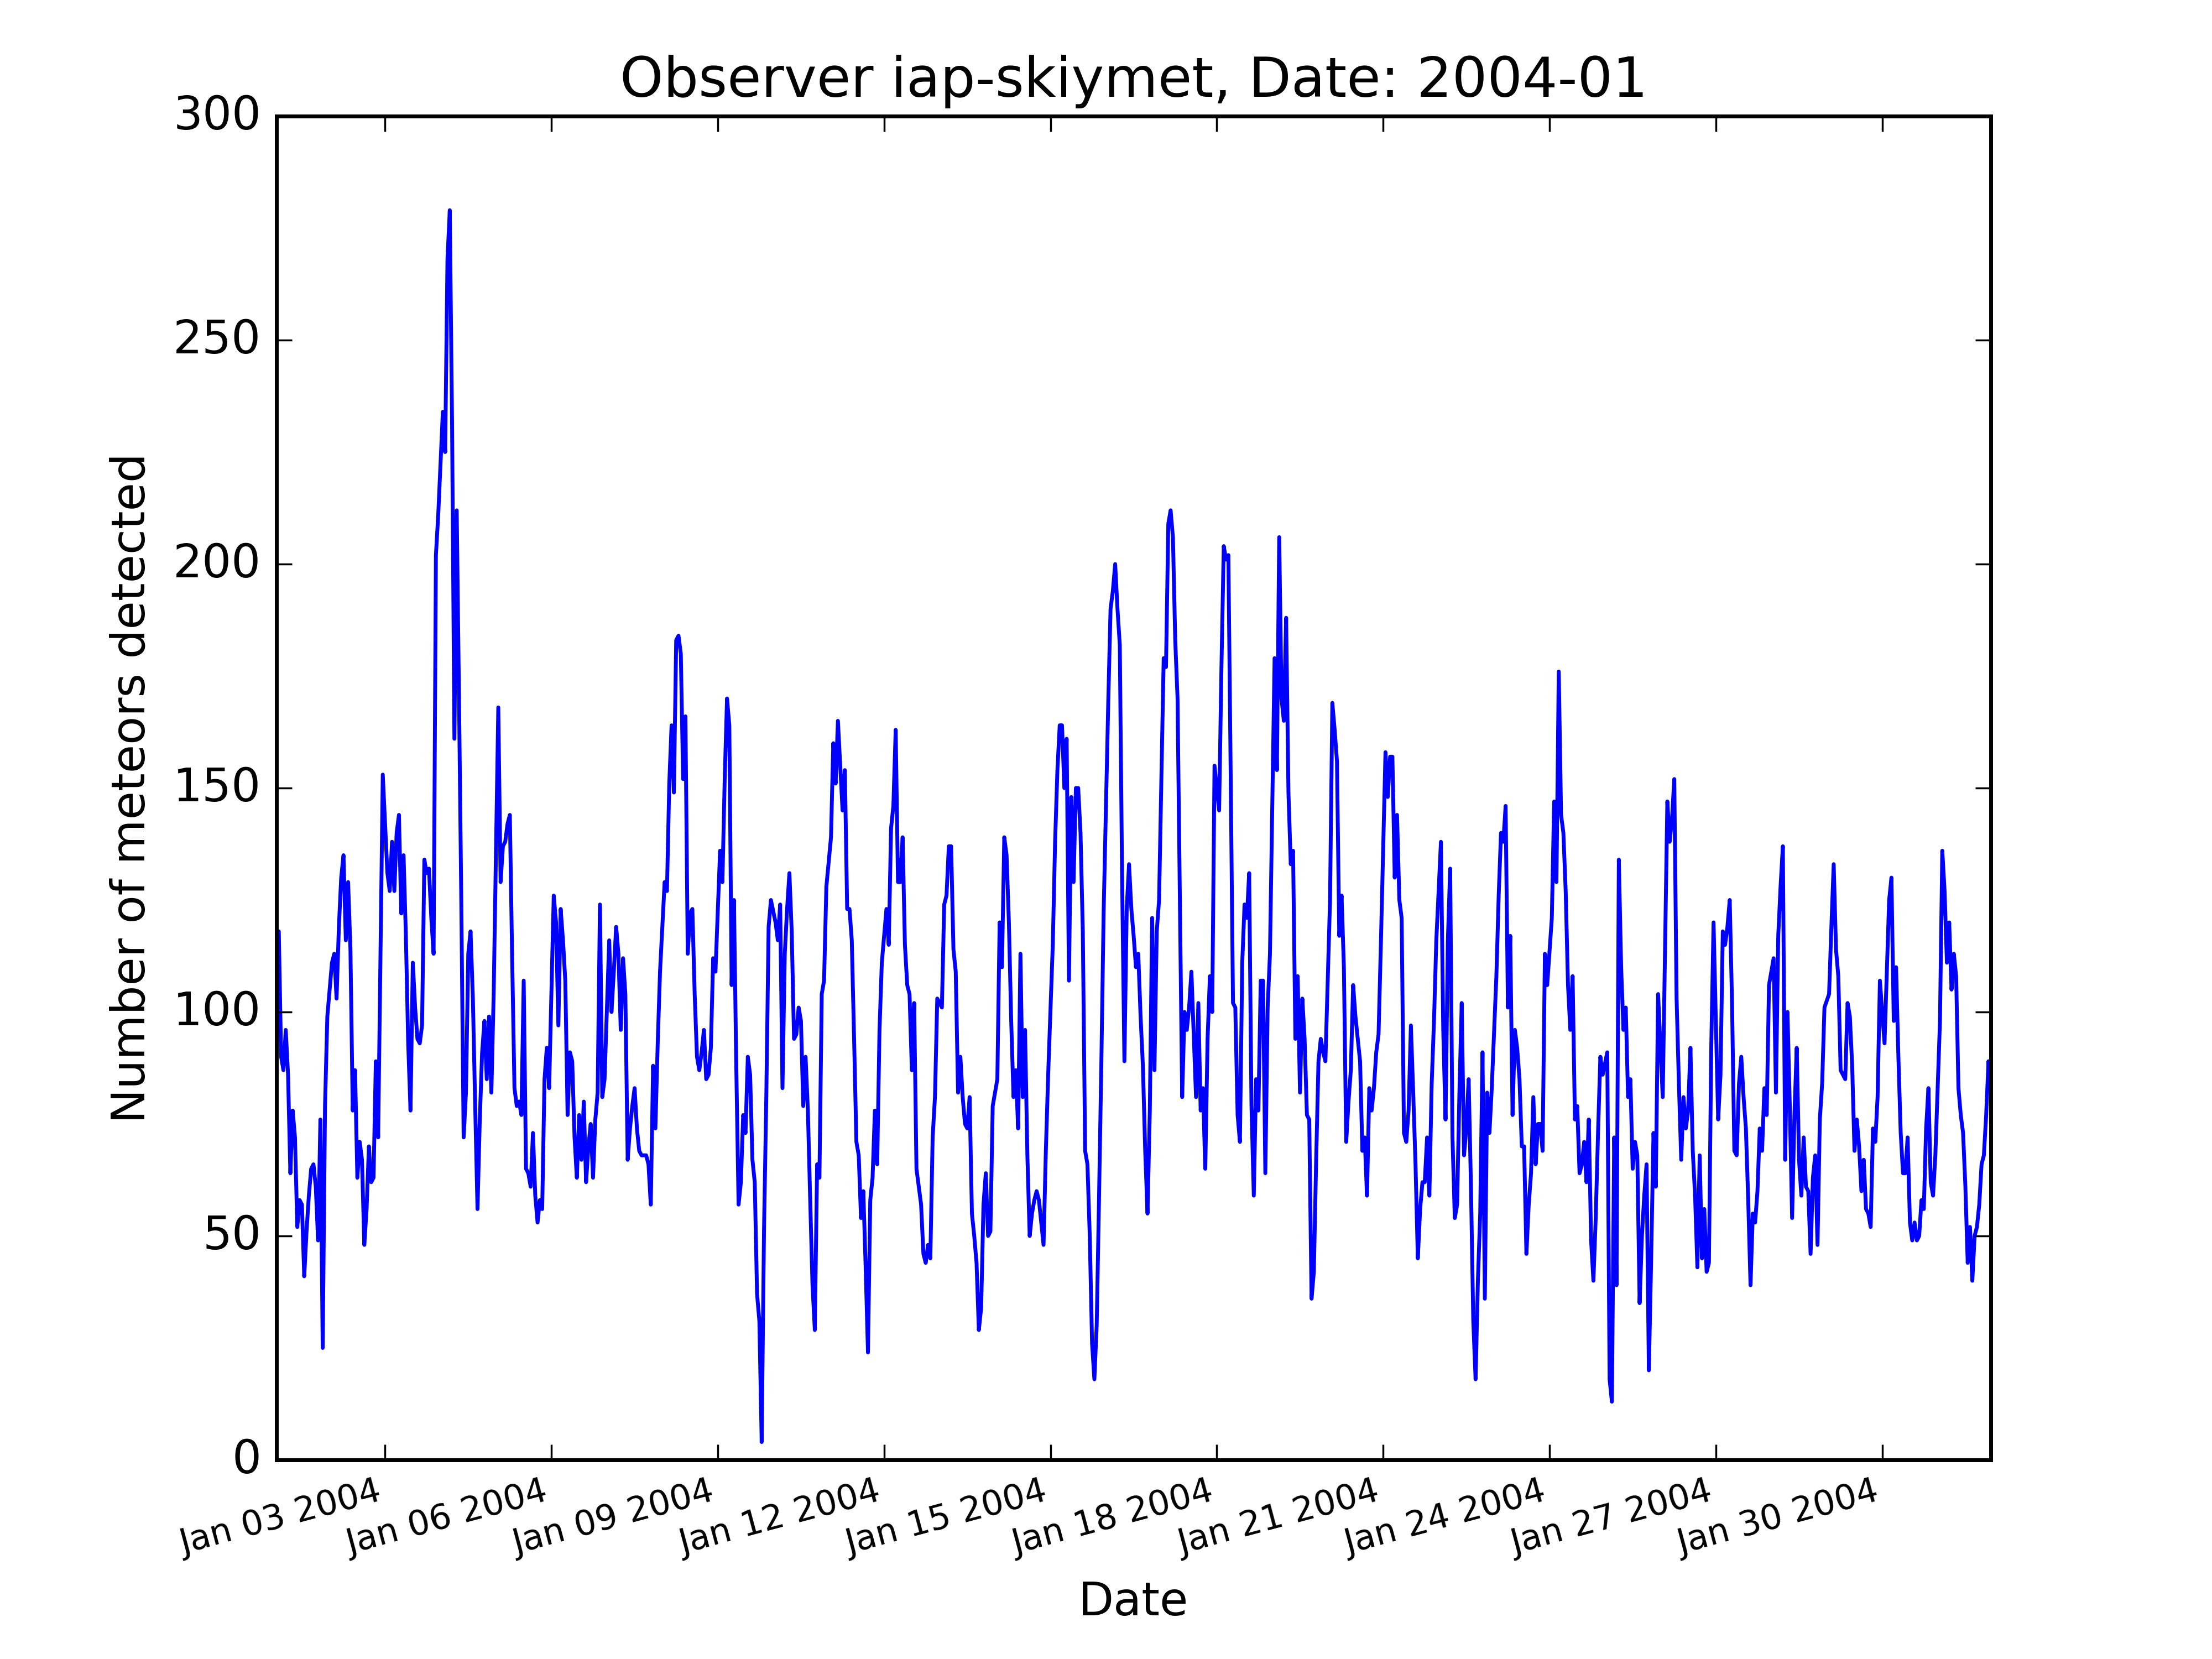 Observer iap-skiymet, Date: 2004-01
300
250
200
150
100
50
0
Number of meteors detected
Jan 03 2004
Jan 06 2004
Jan 09 2004
Jan 12 2004
Jan 15 2004
Jan 18 2004
Jan 21 2004
Jan 24 2004
Jan 27 2004
Jan 30 2004
Date